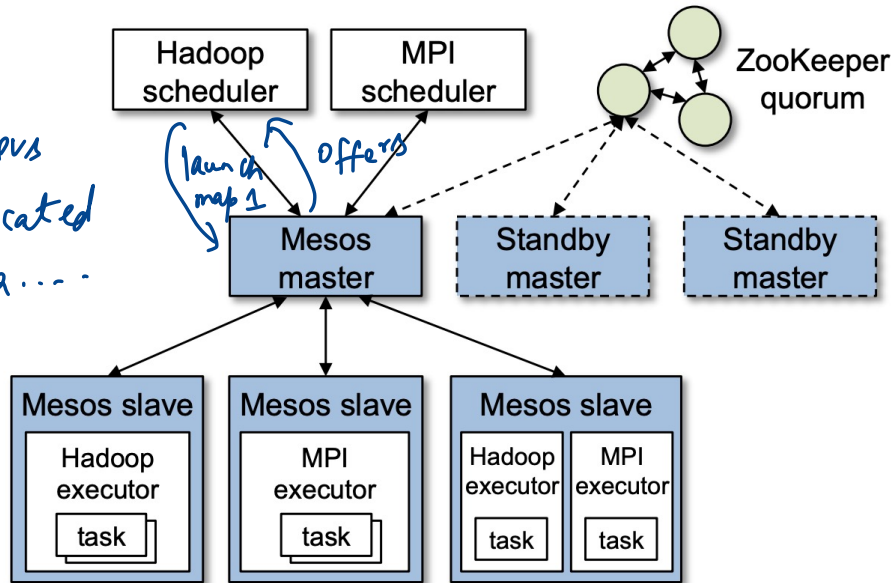 Hadoop
scheduler
MPI
scheduler
ZooKeeper
quorum
launch
map 1
offers
cated
Mesos
master
Standby
master
Standby
master
Mesos slave
Hadoop
executor
task
Mesos slave
MPI
executor
task
Mesos slave
Hadoop
executor
task
MPI
executor
task